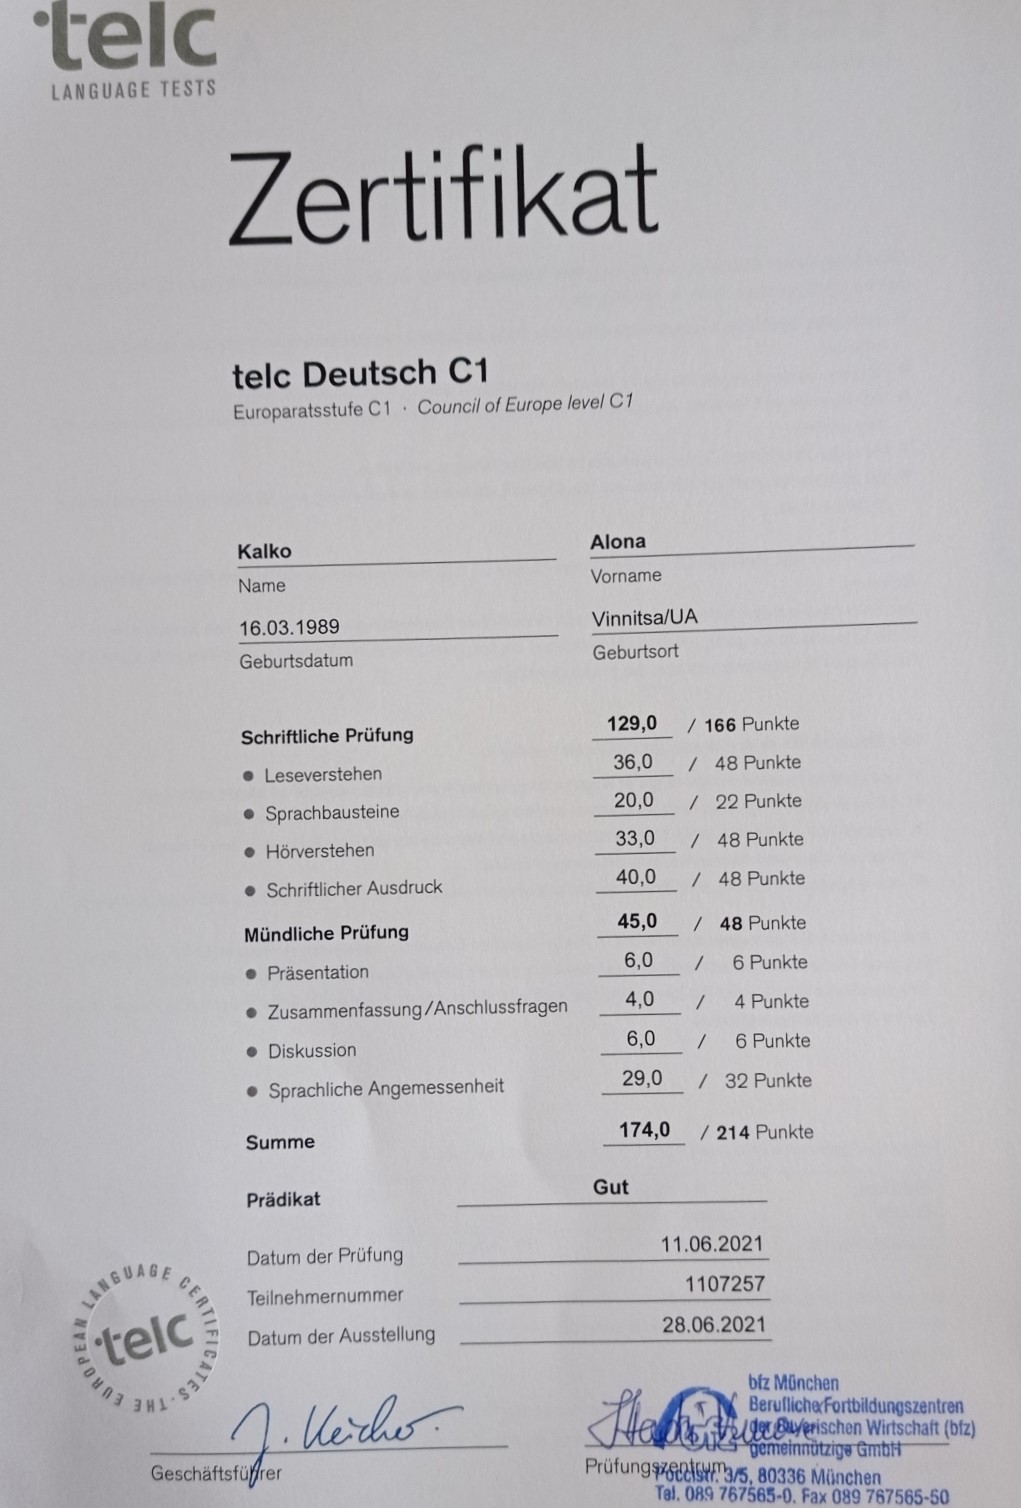 telc
LANGUAGE TESTS
Zertifikat
telc Deutsch C1
Europaratsstufe C1 · Council of Europe level C1
Kalko Alona
Name Vorname
16.03.1989 Vinnitsa/UA
Geburtsdatum Geburtsort
Schriftliche Prüfung 129,0 / 166 Punkte
● Leseverstehen 36,0 / 48 Punkte
● Sprachbausteine 20,0 / 22 Punkte
● Hörverstehen 33,0 / 48 Punkte
● Schriftlicher Ausdruck 40,0 / 48 Punkte
Mündliche Prüfung 45,0 / 48 Punkte
● Präsentation 6,0 / 6 Punkte
● Zusammenfassung/Anschlussfragen 4,0 / 4 Punkte
● Diskussion 6,0 / 6 Punkte
● Sprachliche Angemessenheit 29,0 / 32 Punkte
Summe 174,0 / 214 Punkte
Prädikat Gut
Datum der Prüfung 11.06.2021
Teilnehmernummer 1107257
Datum der Ausstellung 28.06.2021
telc
THE EUROPEAN LANGUAGE CERTIFICATES
bfz München
Berufliche Fortbildungszentren
der Bayerischen Wirtschaft (bfz)
gemeinnützige GmbH
Geschäftsführer Prüfungszentrum
Poccistr. 3/5, 80336 München
Tel. 089 767565-0, Fax 089 767565-50